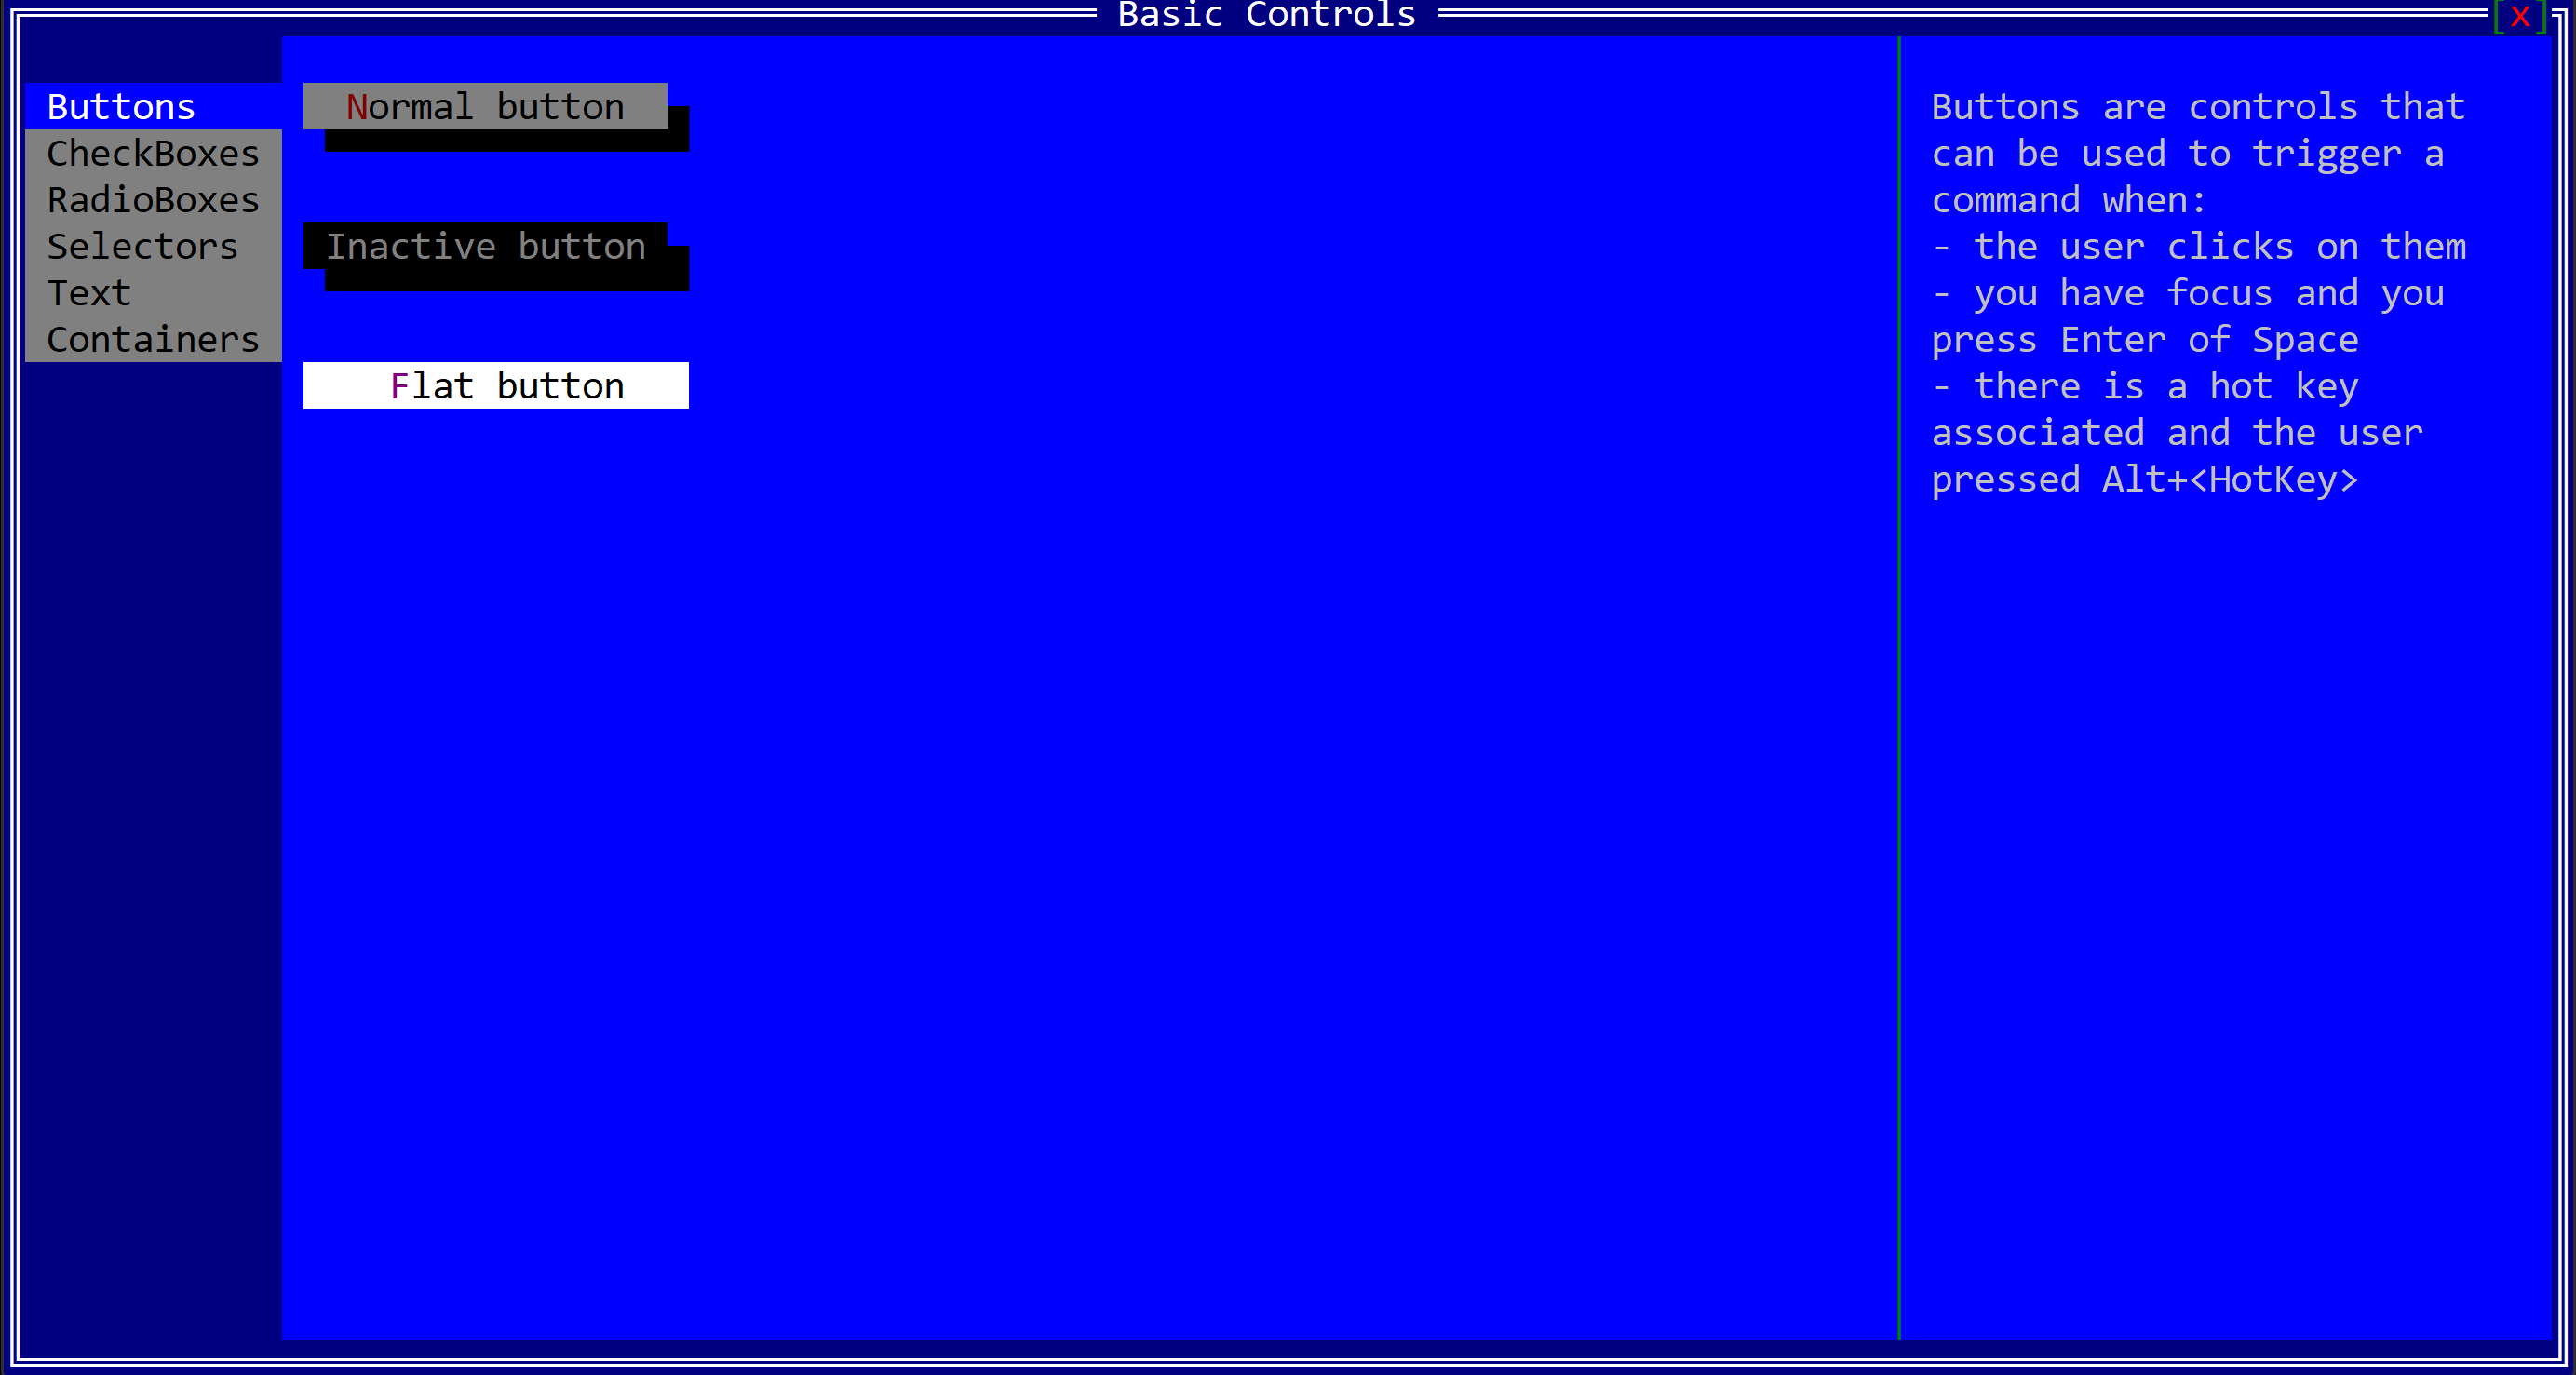 Basic Controls
[x]
Buttons
CheckBoxes
RadioBoxes
Selectors
Text
Containers
Normal button
Inactive button
Flat button
Buttons are controls that
can be used to trigger a
command when:
- the user clicks on them
- you have focus and you
press Enter of Space
- there is a hot key
associated and the user
pressed Alt+<HotKey>